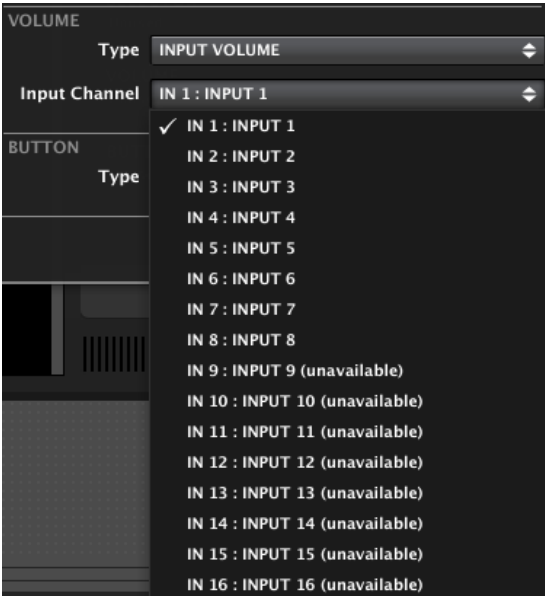 VOLUME
Type INPUT VOLUME
Input Channel IN 1 : INPUT 1
✓ IN 1 : INPUT 1
IN 2 : INPUT 2
BUTTON
IN 3 : INPUT 3
Type
IN 4 : INPUT 4
IN 5 : INPUT 5
IN 6 : INPUT 6
IN 7 : INPUT 7
IN 8 : INPUT 8
IN 9 : INPUT 9 (unavailable)
IN 10 : INPUT 10 (unavailable)
IN 11 : INPUT 11 (unavailable)
IN 12 : INPUT 12 (unavailable)
IN 13 : INPUT 13 (unavailable)
IN 14 : INPUT 14 (unavailable)
IN 15 : INPUT 15 (unavailable)
IN 16 : INPUT 16 (unavailable)